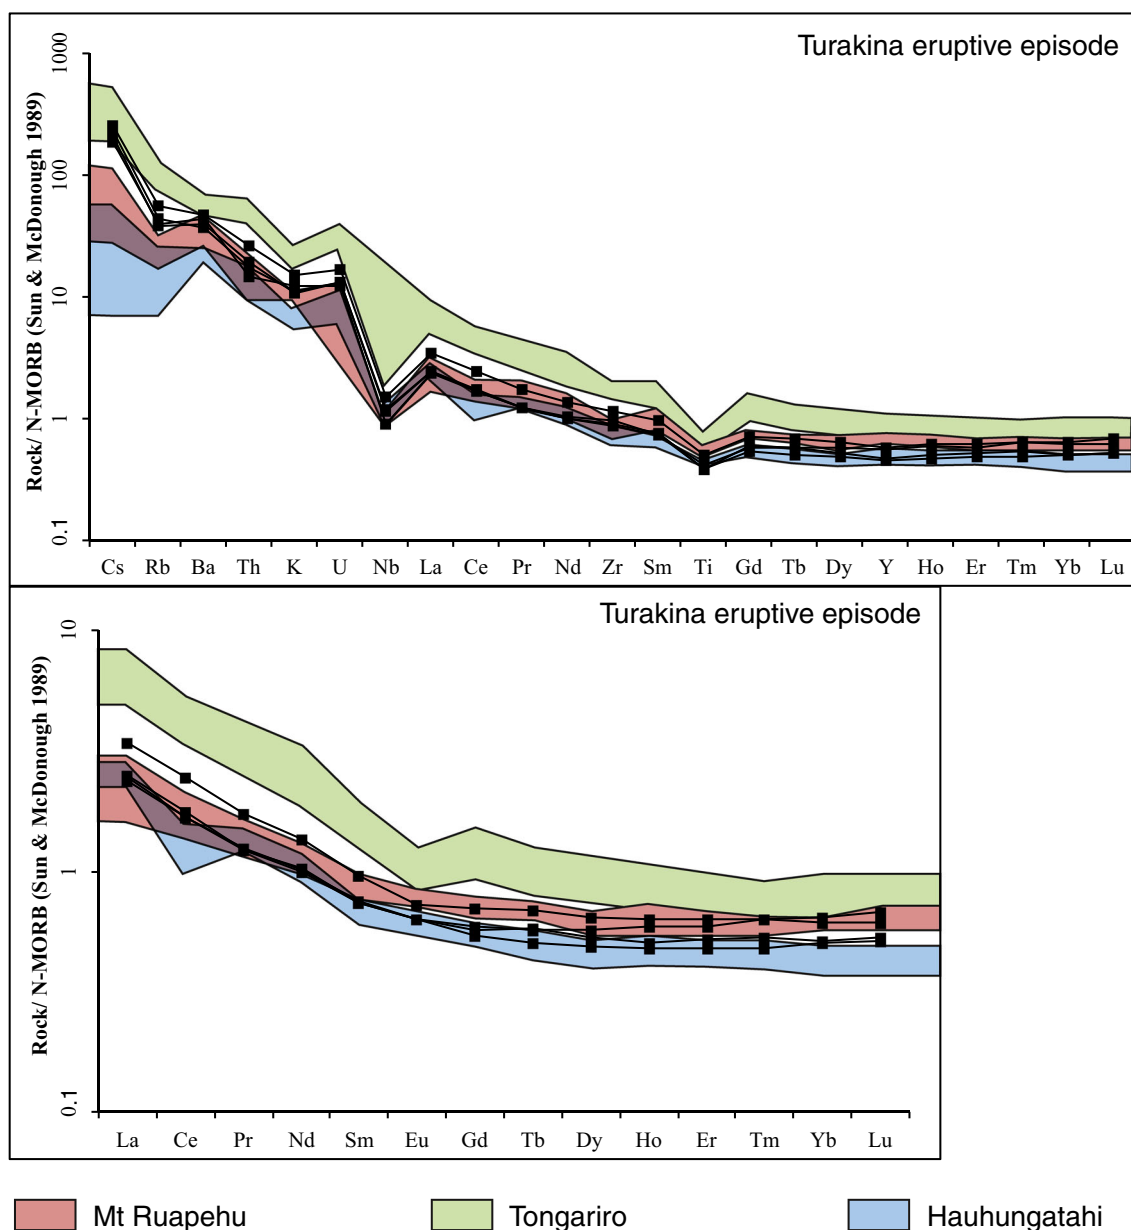 Turakina eruptive episode
Rock/ N-MORB (Sun & McDonough 1989)
1000
100
10
1
0.1
Cs Rb Ba Th K U Nb La Ce Pr Nd Zr Sm Ti Gd Tb Dy Y Ho Er Tm Yb Lu
Turakina eruptive episode
Rock/ N-MORB (Sun & McDonough 1989)
10
1
0.1
La Ce Pr Nd Sm Eu Gd Tb Dy Ho Er Tm Yb Lu
Mt Ruapehu Tongariro Hauhungatahi